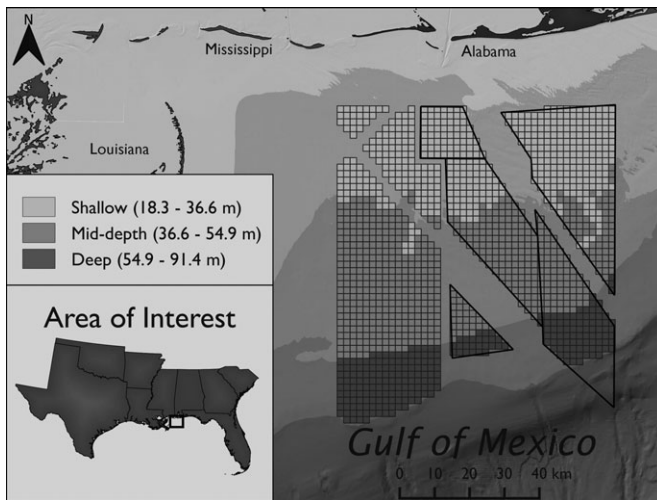 N
Mississippi
Alabama
Louisiana
Shallow (18.3 - 36.6 m)
Mid-depth (36.6 - 54.9 m)
Deep (54.9 - 91.4 m)
Area of Interest
Gulf of Mexico
0 10 20 30 40 km